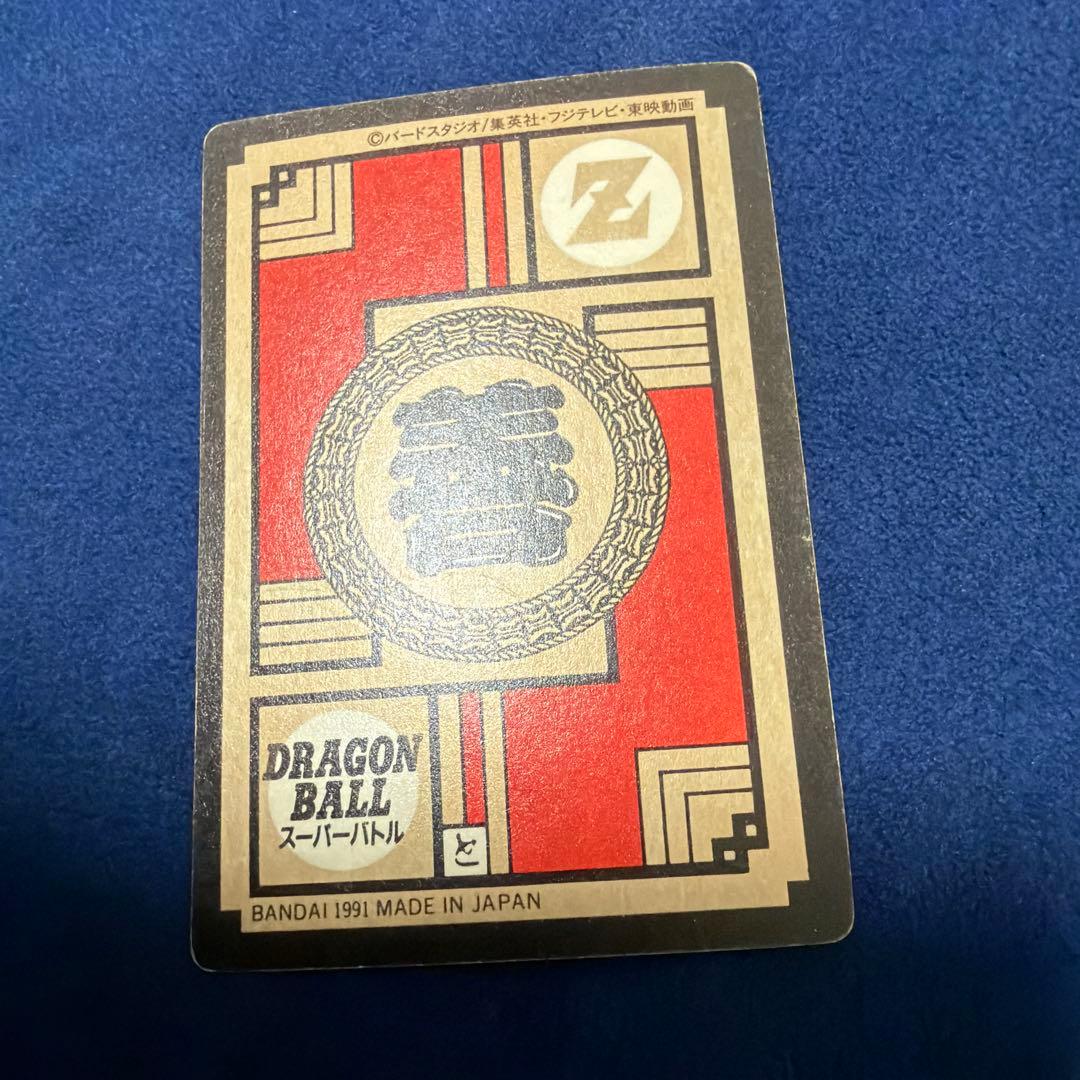 ©バードスタジオ/集英社・フジテレビ・東映動画
Z
善
DRAGON
BALL
スーパーバトル
と
BANDAI 1991 MADE IN JAPAN